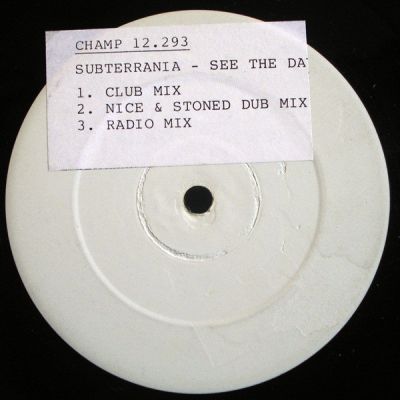 CHAMP 12.293
SUBTERRANIA - SEE THE DA
1. CLUB MIX
2. NICE & STONED DUB MIX
3. RADIO MIX